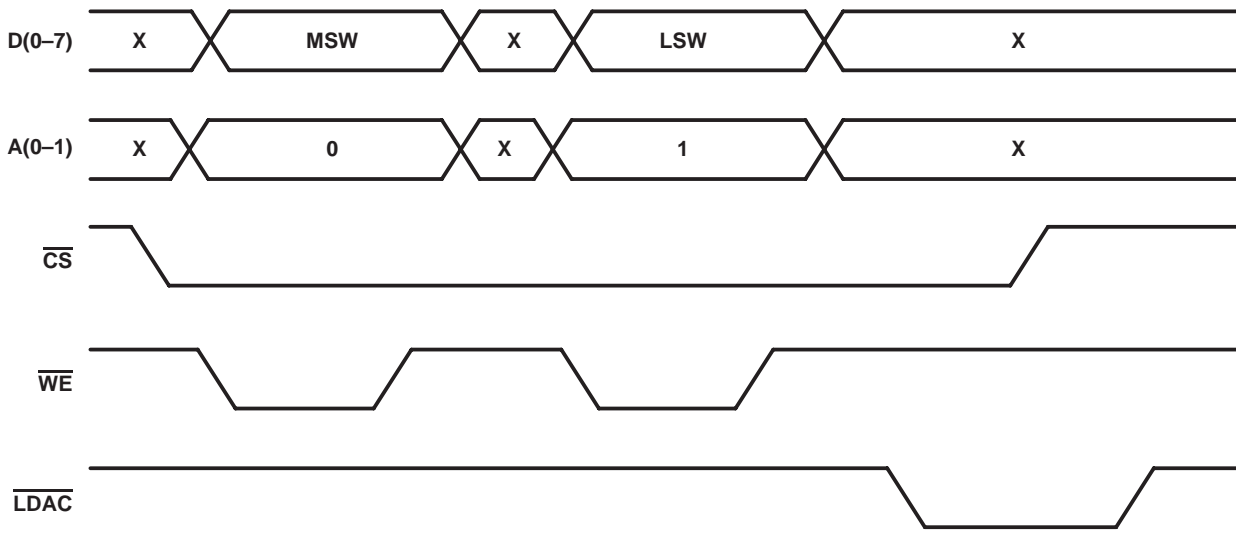 D(0–7) X MSW X LSW X
A(0–1) X 0 X 1 X
CS
WE
LDAC